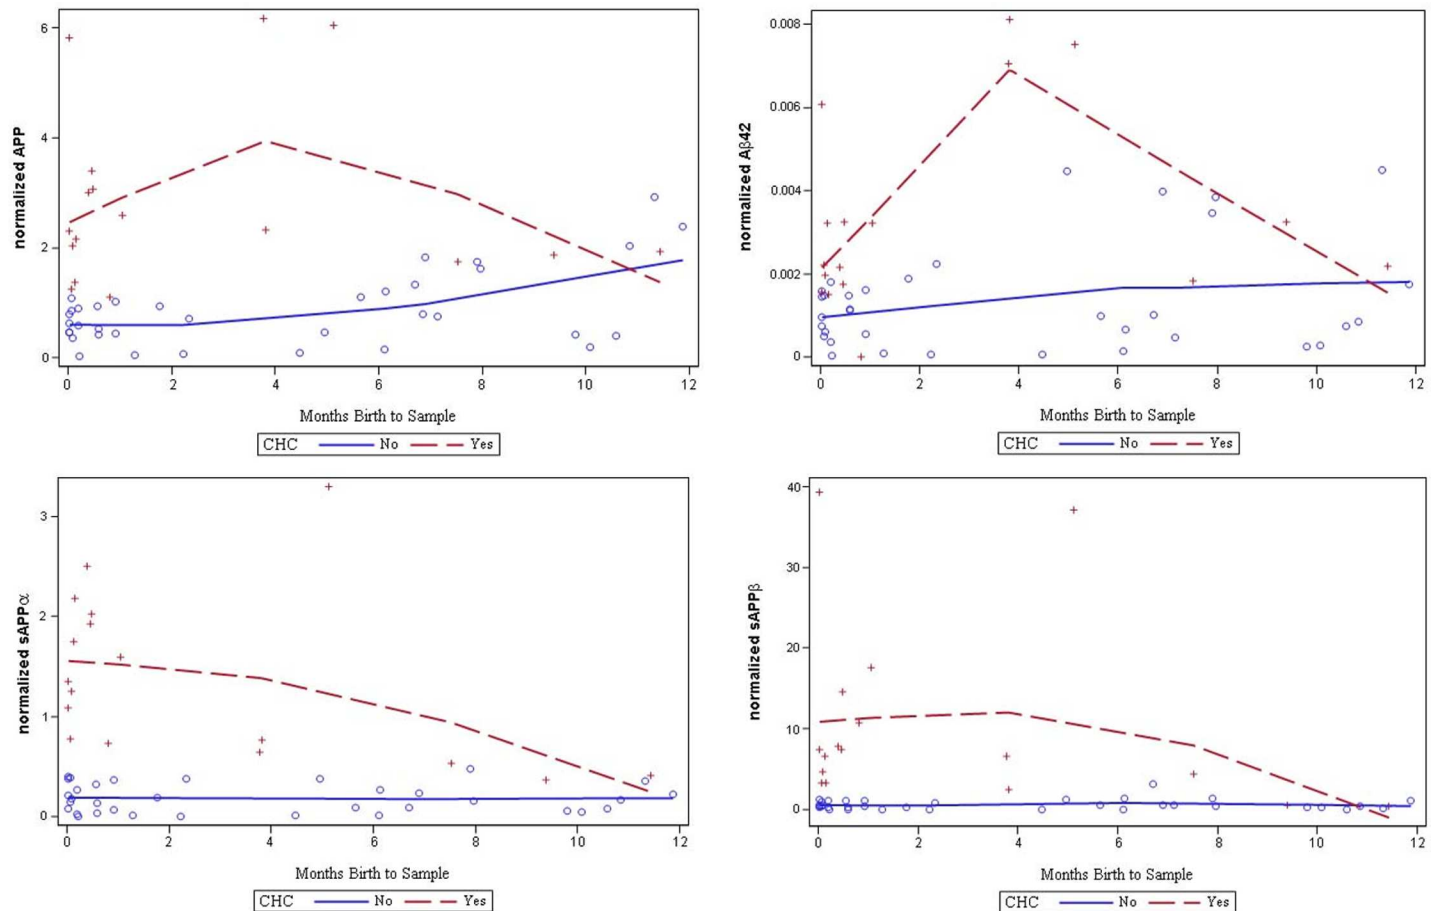 normalized APP
6
4
2
0
0 2 4 6 8 10 12
Months Birth to Sample
CHC No Yes
normalized Aβ42
0.008
0.006
0.004
0.002
0
0 2 4 6 8 10 12
Months Birth to Sample
CHC No Yes
normalized sAPPα
3
2
1
0
0 2 4 6 8 10 12
Months Birth to Sample
CHC No Yes
normalized sAPPβ
40
30
20
10
0
0 2 4 6 8 10 12
Months Birth to Sample
CHC No Yes